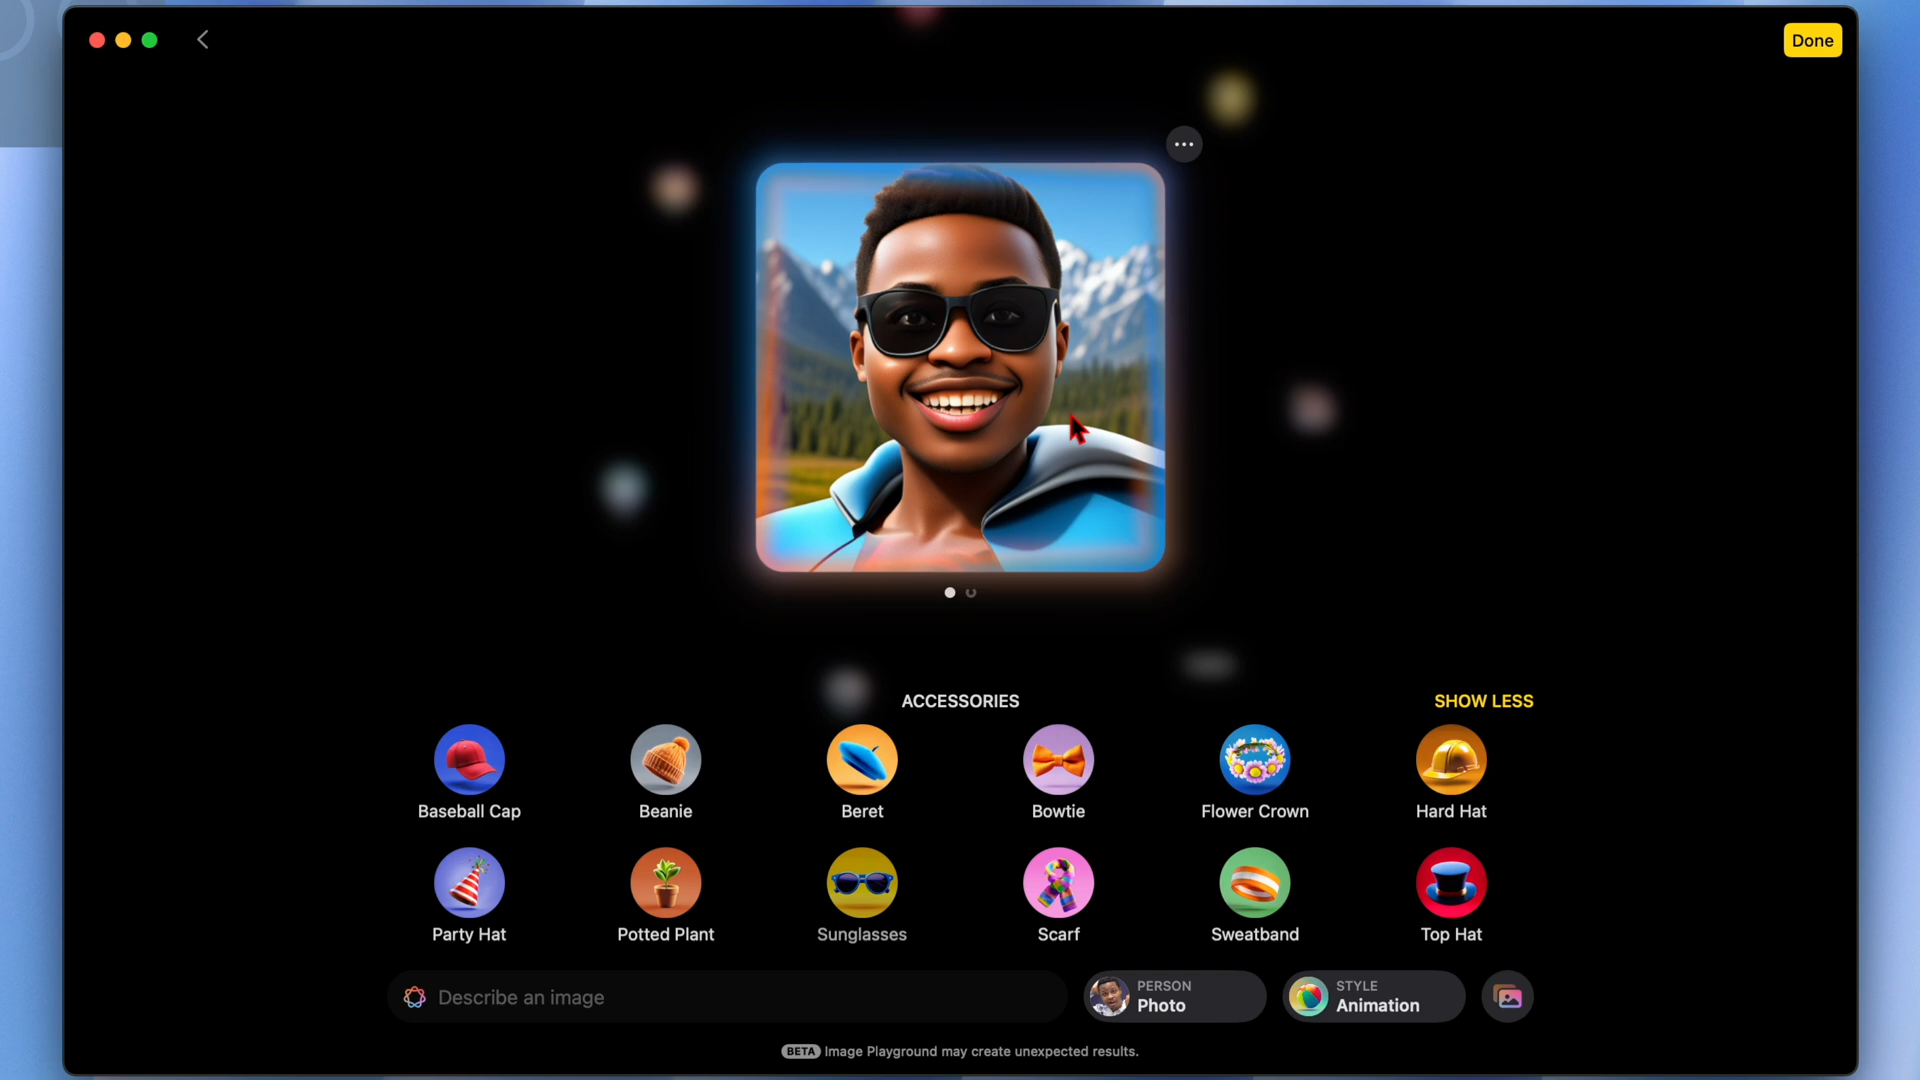 Done
ACCESSORIES
SHOW LESS
Baseball Cap
Beanie
Beret
Bowtie
Flower Crown
Hard Hat
Party Hat
Potted Plant
Sunglasses
Scarf
Sweatband
Top Hat
Describe an image
PERSON
Photo
STYLE
Animation
BETA Image Playground may create unexpected results.